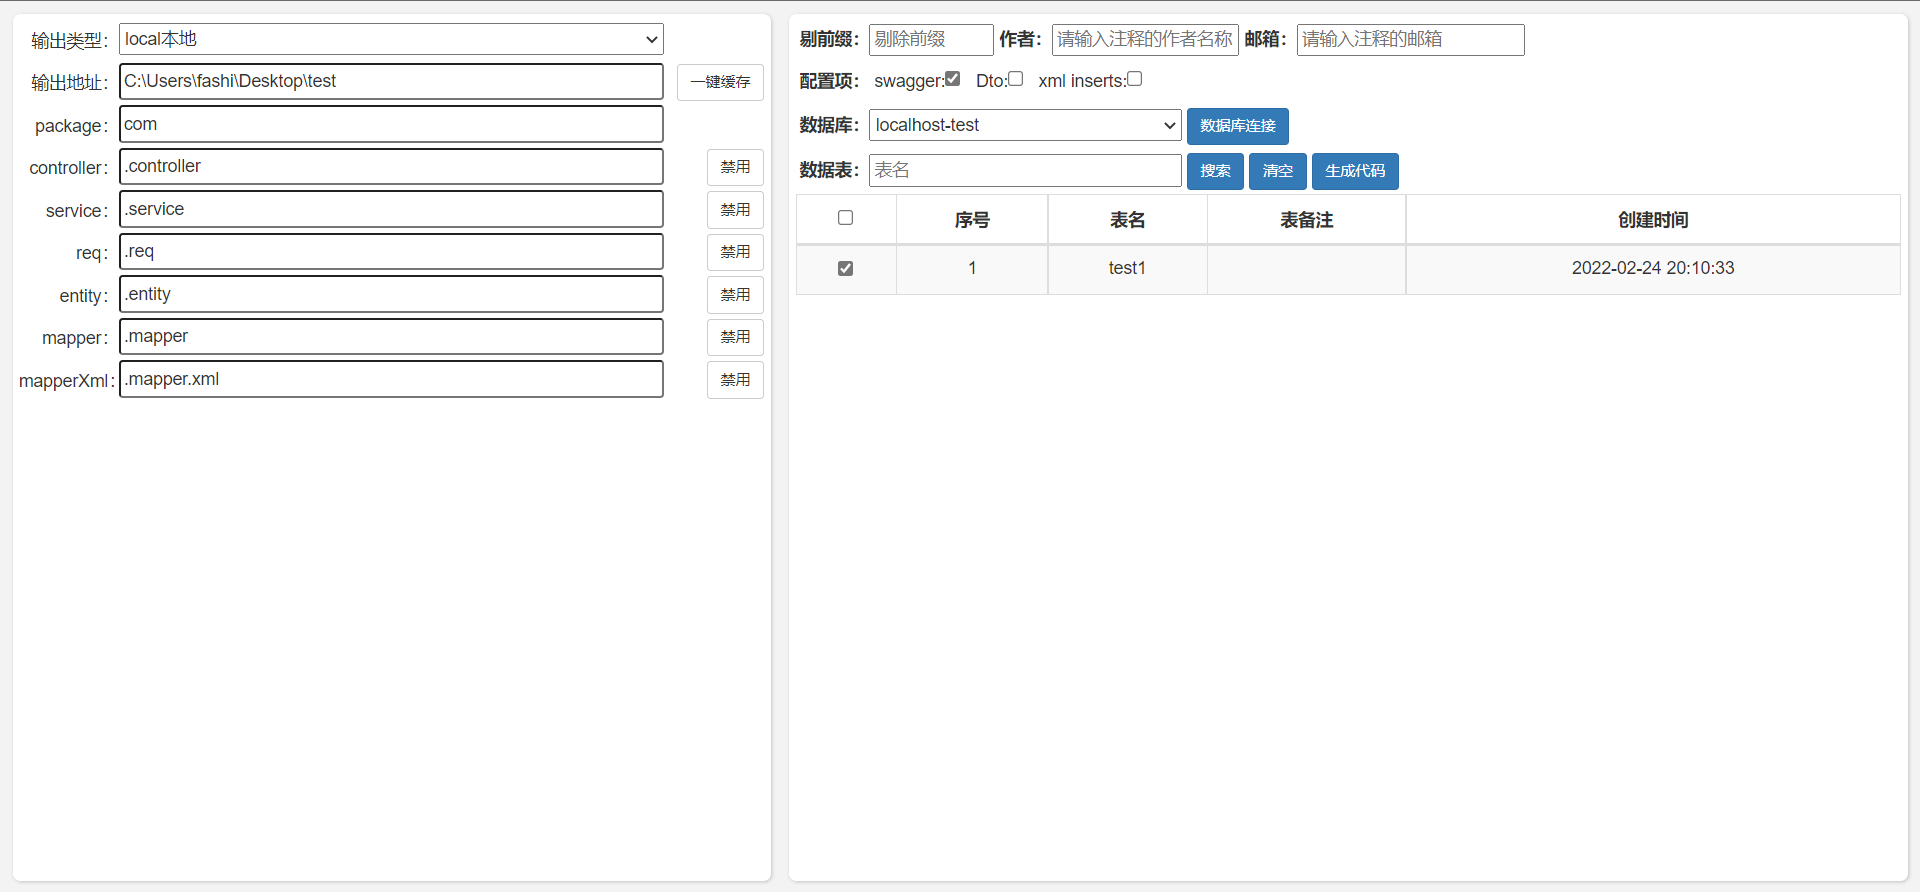 输出类型： local本地
输出地址： C:\Users\fashi\Desktop\test 一键缓存
package： com
controller： .controller 禁用
service： .service 禁用
req： .req 禁用
entity： .entity 禁用
mapper： .mapper 禁用
mapperXml： .mapper.xml 禁用
剔前缀： 剔除前缀 作者： 请输入注释的作者名称 邮箱： 请输入注释的邮箱
配置项： swagger: Dto: xml inserts:
数据库： localhost-test 数据库连接
数据表： 表名 搜索 清空 生成代码
序号 表名 表备注 创建时间
1 test1 2022-02-24 20:10:33